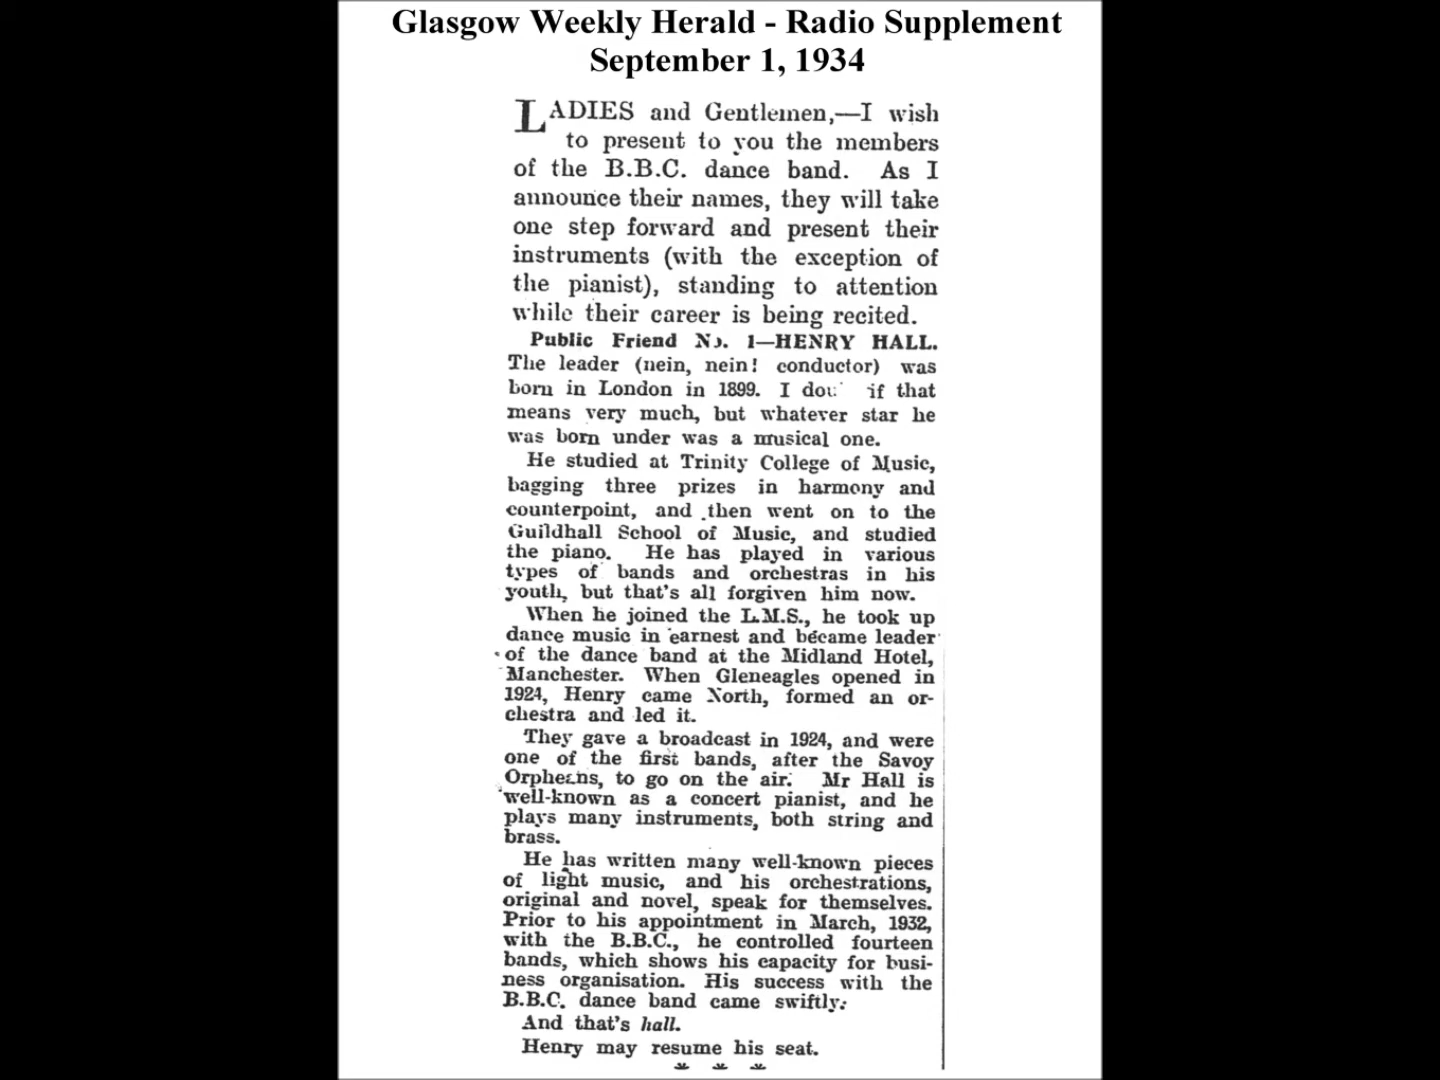 Glasgow Weekly Herald - Radio Supplement
September 1, 1934
LADIES and Gentlemen,—I wish
to present to you the members
of the B.B.C. dance band. As I
announce their names, they will take
one step forward and present their
instruments (with the exception of
the pianist), standing to attention
while their career is being recited.
Public Friend No. 1—HENRY HALL.
The leader (nein, nein! conductor) was
born in London in 1899. I if that
means very much, but whatever star he
was born under was a musical one.
He studied at Trinity College of Music,
bagging three prizes in harmony and
counterpoint, and then went on to the
Guildhall School of Music, and studied
the piano. He has played in various
types of bands and orchestras in his
youth, but that's all forgiven him now.
When he joined the L.M.S., he took up
dance music in earnest and became leader
of the dance band at the Midland Hotel,
Manchester. When Gleneagles opened in
1924, Henry came North, formed an or-
chestra and led it.
They gave a broadcast in 1924, and were
one of the first bands, after the Savoy
Orpheans, to go on the air. Mr Hall is
well-known as a concert pianist, and he
plays many instruments, both string and
brass.
He has written many well-known pieces
of light music, and his orchestrations,
original and novel, speak for themselves.
Prior to his appointment in March, 1932,
with the B.B.C., he controlled fourteen
bands, which shows his capacity for busi-
ness organisation. His success with the
B.B.C. dance band came swiftly:
And that's hall.
Henry may resume his seat.
* * *